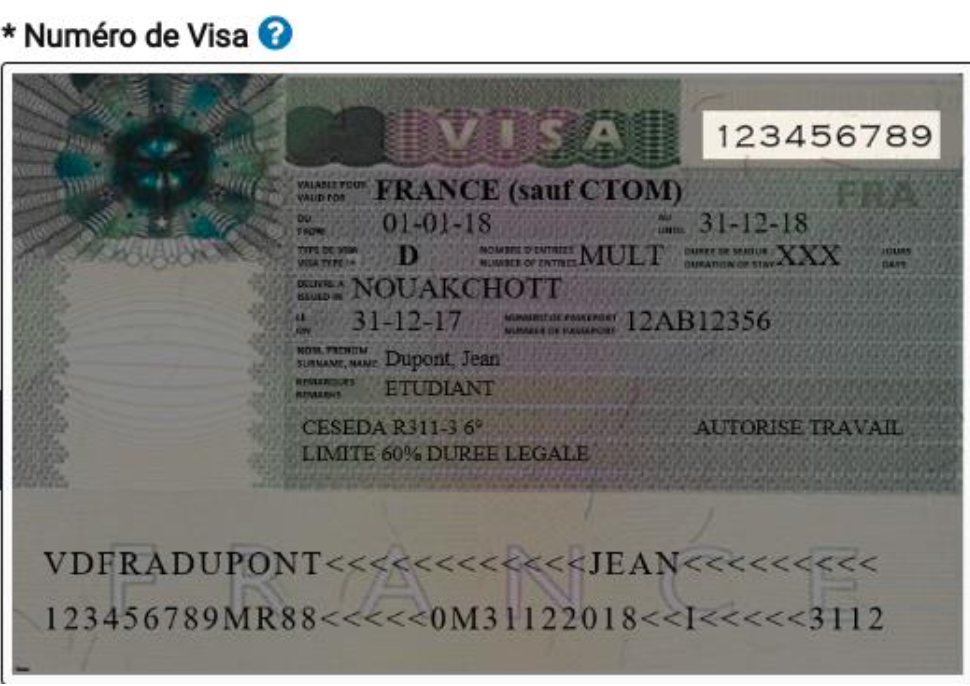 * Numéro de Visa ?
VISA
123456789
VALABLE POUR FRANCE (sauf CTOM) FRA
VALID FOR
DU 01-01-18 AU 31-12-18
FROM UNTIL
TYPE DE VISA D NOMBRE D'ENTREES MULT DUREE DE SEJOUR XXX JOURS
VISA TYPE NUMBER OF ENTRIES DURATION OF STAY DAYS
DELIVRE A NOUAKCHOTT
ISSUED IN
LE 31-12-17 NUMERO DE PASSEPORT 12AB12356
ON NUMBER OF PASSPORT
NOM, PRENOM Dupont, Jean
SURNAME, NAME
REMARQUES ETUDIANT
REMARKS
CESEDA R311-3 6° AUTORISE TRAVAIL
LIMITE 60% DUREE LEGALE
FRANCE
VDFRADUPONT<<<<<<<<<<<<JEAN<<<<<<<<<
123456789MR88<<<<<0M31122018<<I<<<<<3112